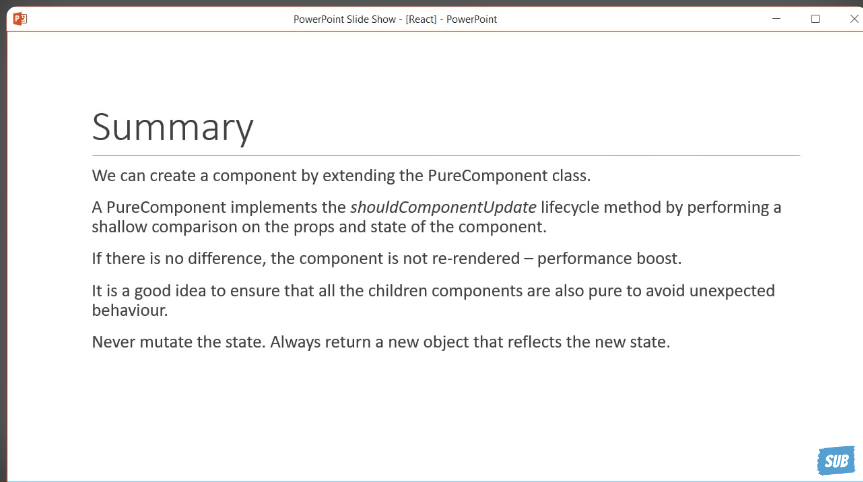 PowerPoint Slide Show - [React] - PowerPoint
Summary
We can create a component by extending the PureComponent class.
A PureComponent implements the shouldComponentUpdate lifecycle method by performing a
shallow comparison on the props and state of the component.
If there is no difference, the component is not re-rendered – performance boost.
It is a good idea to ensure that all the children components are also pure to avoid unexpected
behaviour.
Never mutate the state. Always return a new object that reflects the new state.
SUB